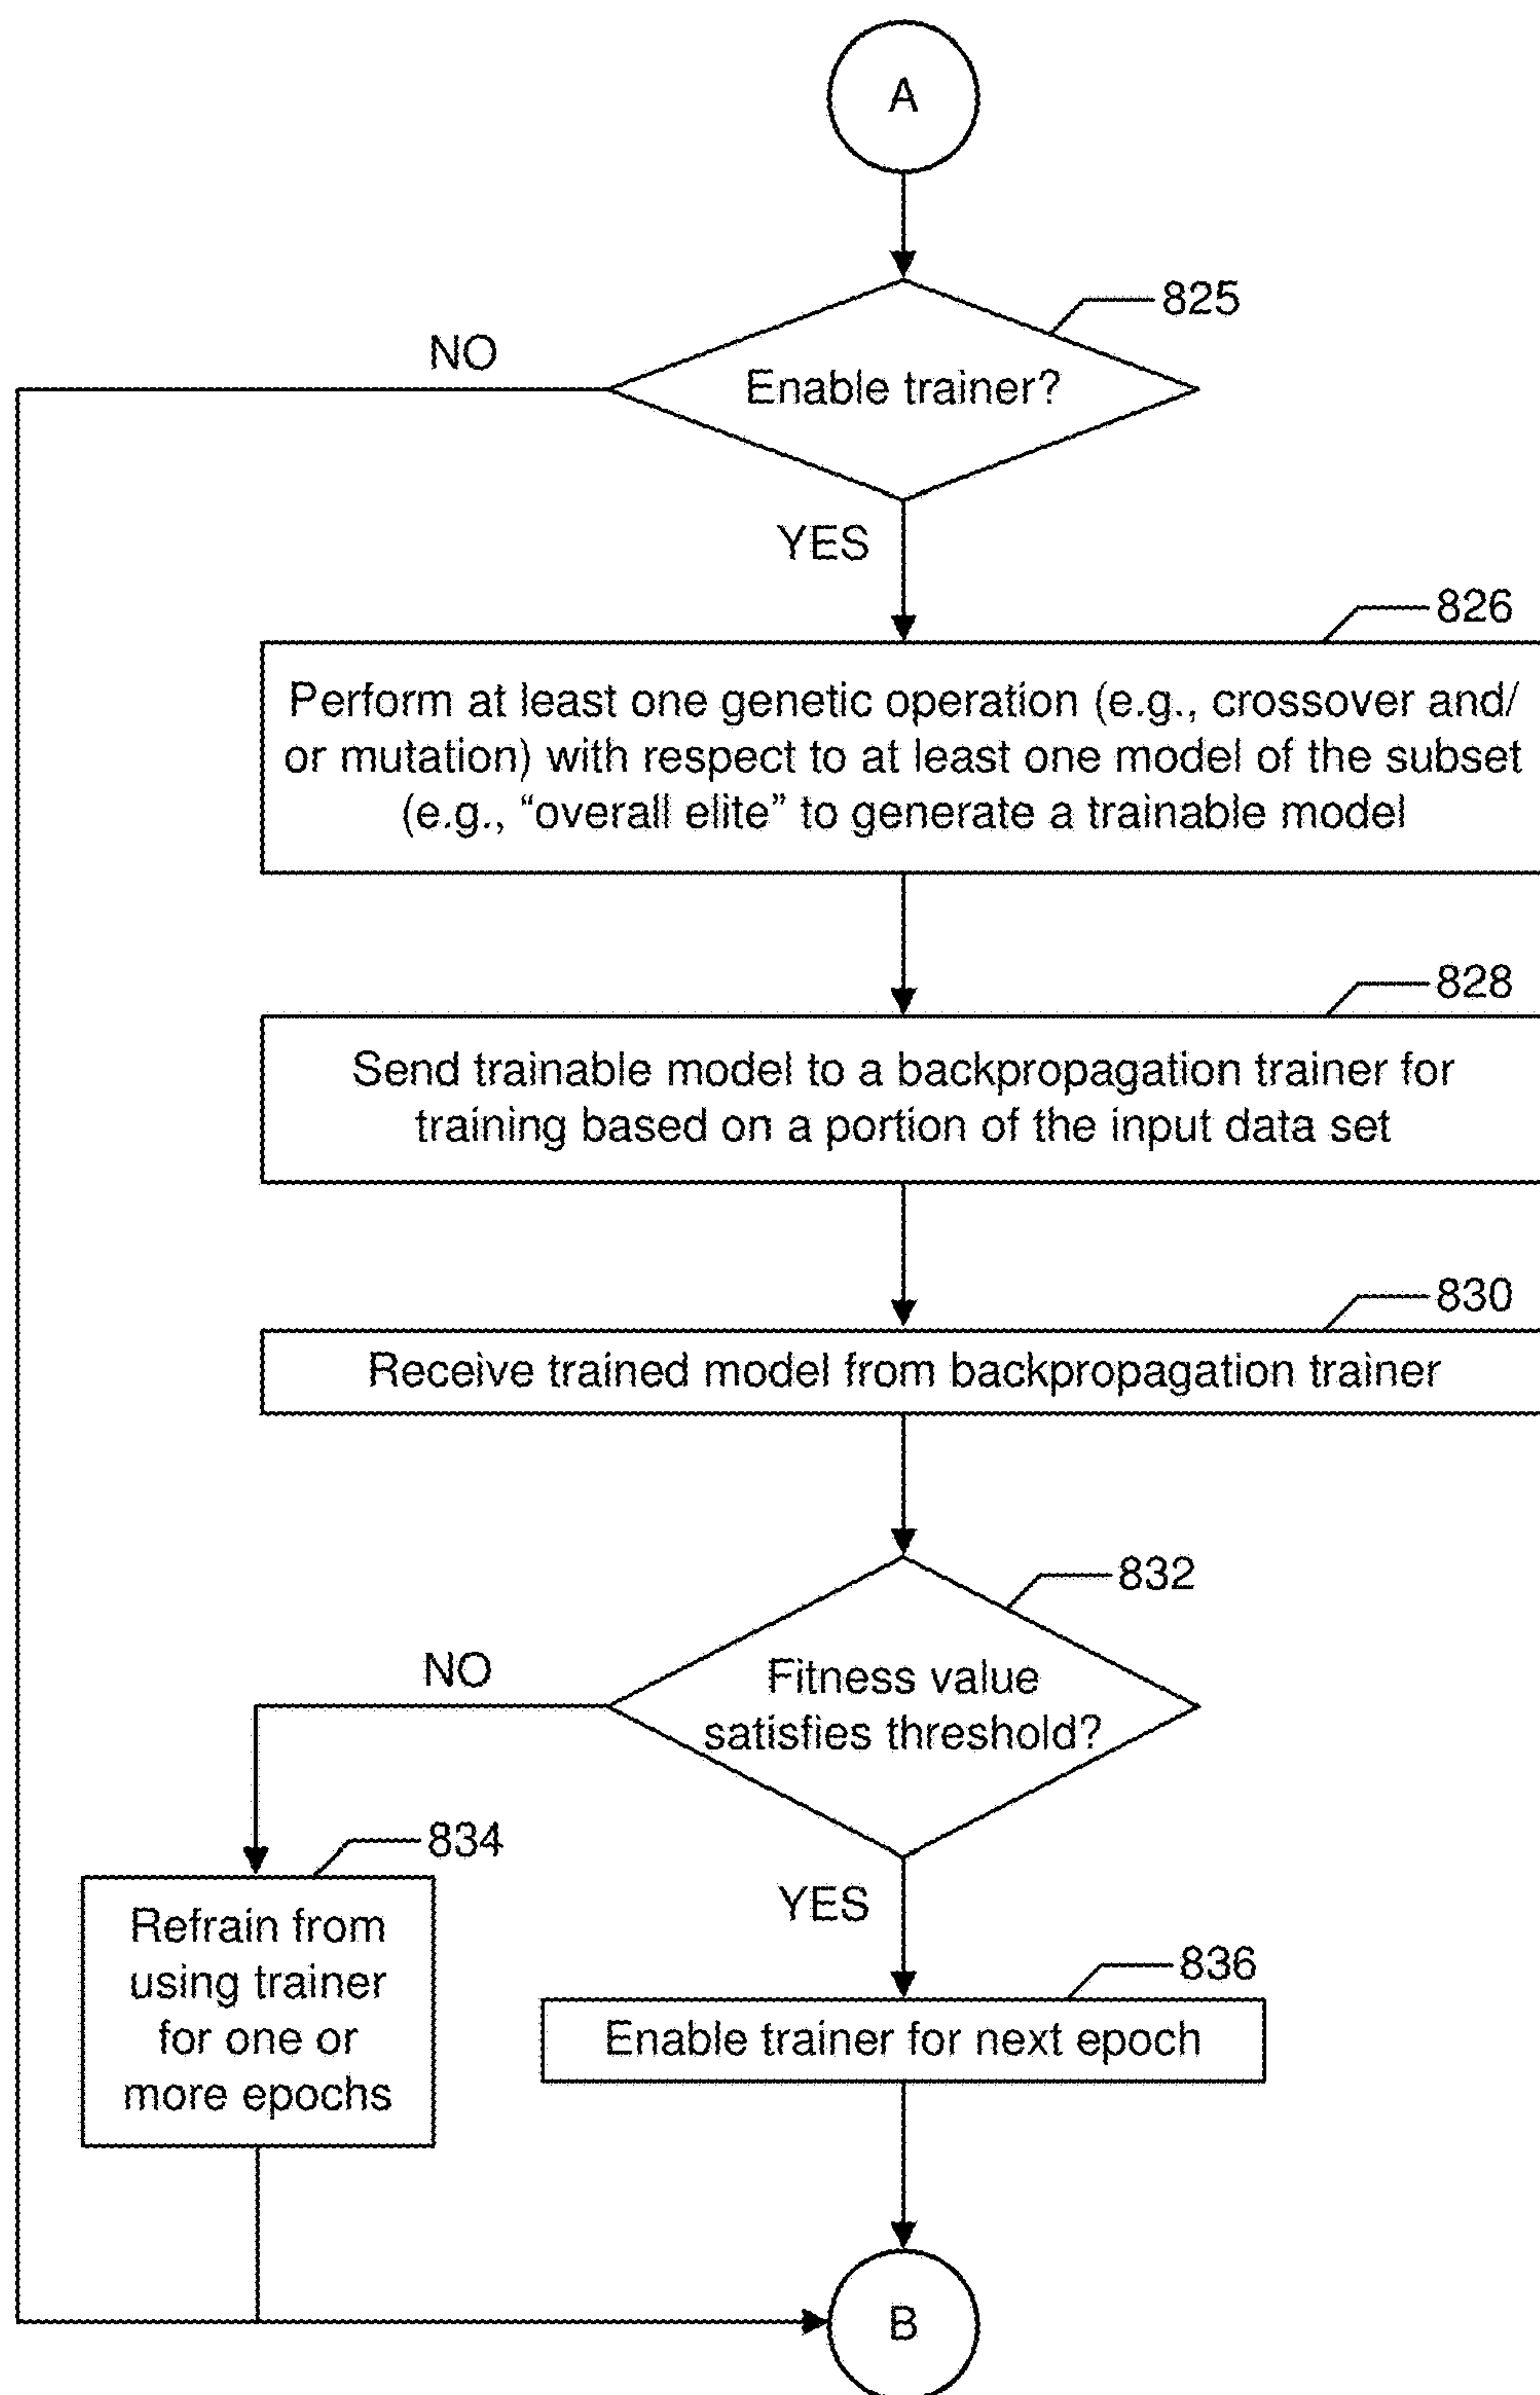 A
825
NO
Enable trainer?
YES
826
Perform at least one genetic operation (e.g., crossover and/
or mutation) with respect to at least one model of the subset
(e.g., “overall elite” to generate a trainable model
828
Send trainable model to a backpropagation trainer for
training based on a portion of the input data set
830
Receive trained model from backpropagation trainer
832
NO
Fitness value
satisfies threshold?
834
YES
Refrain from
using trainer
for one or
more epochs
836
Enable trainer for next epoch
B